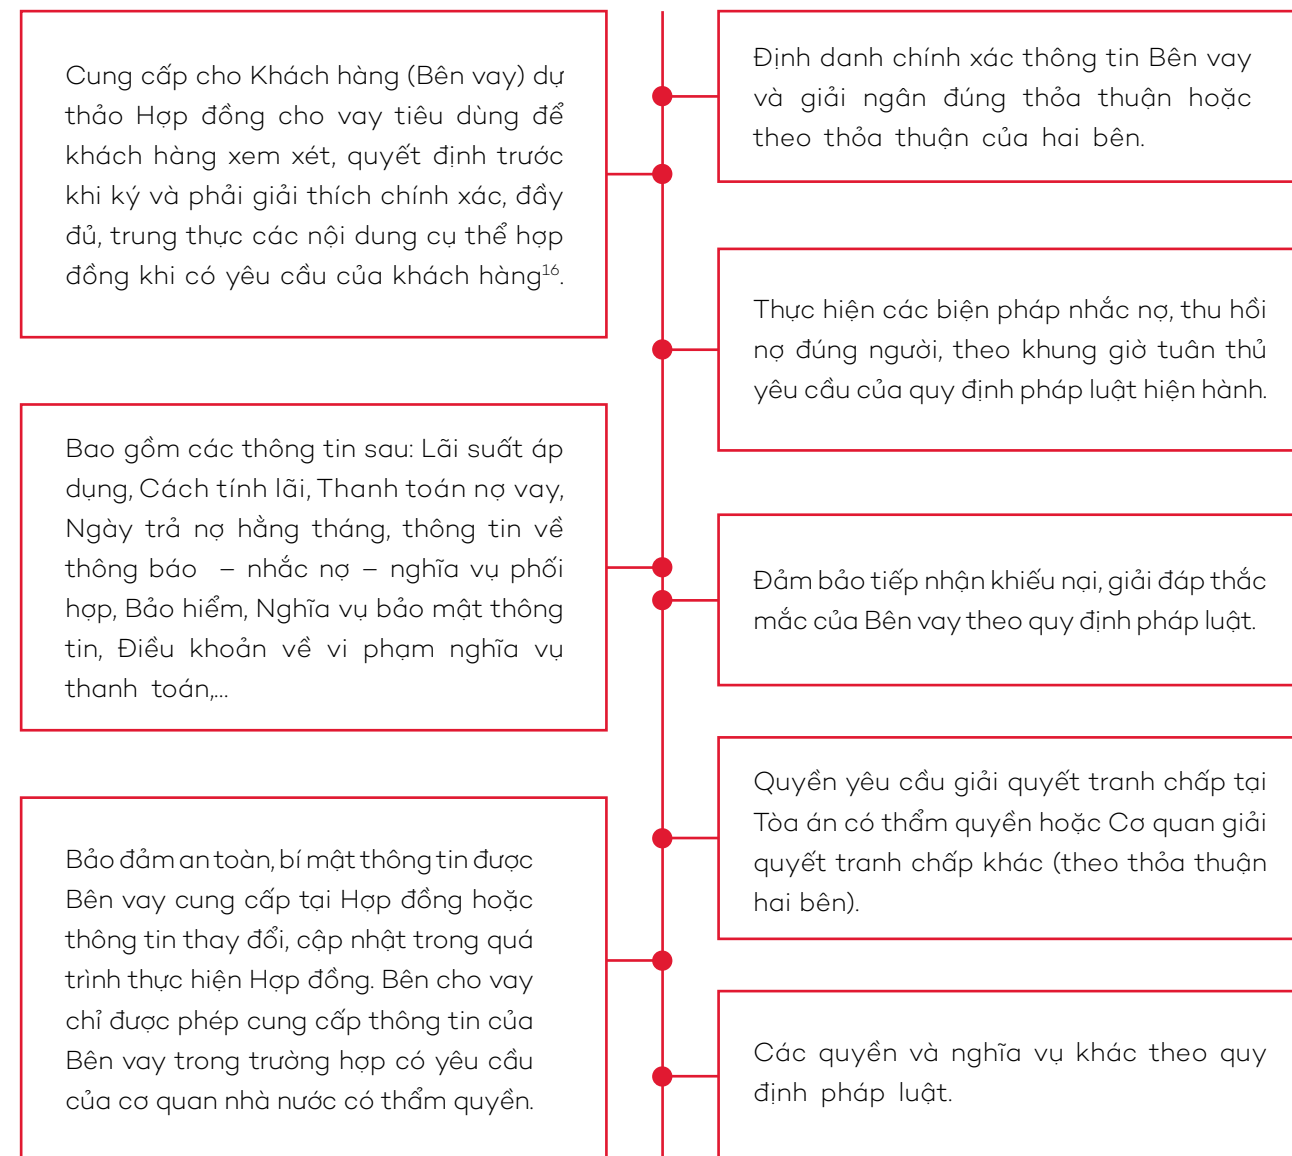 Cung cấp cho Khách hàng (Bên vay) dự
thảo Hợp đồng cho vay tiêu dùng để
khách hàng xem xét, quyết định trước
khi ký và phải giải thích chính xác, đầy
đủ, trung thực các nội dung cụ thể hợp
đồng khi có yêu cầu của khách hàng¹⁶.
Bao gồm các thông tin sau: Lãi suất áp
dụng, Cách tính lãi, Thanh toán nợ vay,
Ngày trả nợ hằng tháng, thông tin về
thông báo – nhắc nợ – nghĩa vụ phối
hợp, Bảo hiểm, Nghĩa vụ bảo mật thông
tin, Điều khoản về vi phạm nghĩa vụ
thanh toán,...
Bảo đảm an toàn, bí mật thông tin được
Bên vay cung cấp tại Hợp đồng hoặc
thông tin thay đổi, cập nhật trong quá
trình thực hiện Hợp đồng. Bên cho vay
chỉ được phép cung cấp thông tin của
Bên vay trong trường hợp có yêu cầu
của cơ quan nhà nước có thẩm quyền.
Định danh chính xác thông tin Bên vay
và giải ngân đúng thỏa thuận hoặc
theo thỏa thuận của hai bên.
Thực hiện các biện pháp nhắc nợ, thu hồi
nợ đúng người, theo khung giờ tuân thủ
yêu cầu của quy định pháp luật hiện hành.
Đảm bảo tiếp nhận khiếu nại, giải đáp thắc
mắc của Bên vay theo quy định pháp luật.
Quyền yêu cầu giải quyết tranh chấp tại
Tòa án có thẩm quyền hoặc Cơ quan giải
quyết tranh chấp khác (theo thỏa thuận
hai bên).
Các quyền và nghĩa vụ khác theo quy
định pháp luật.